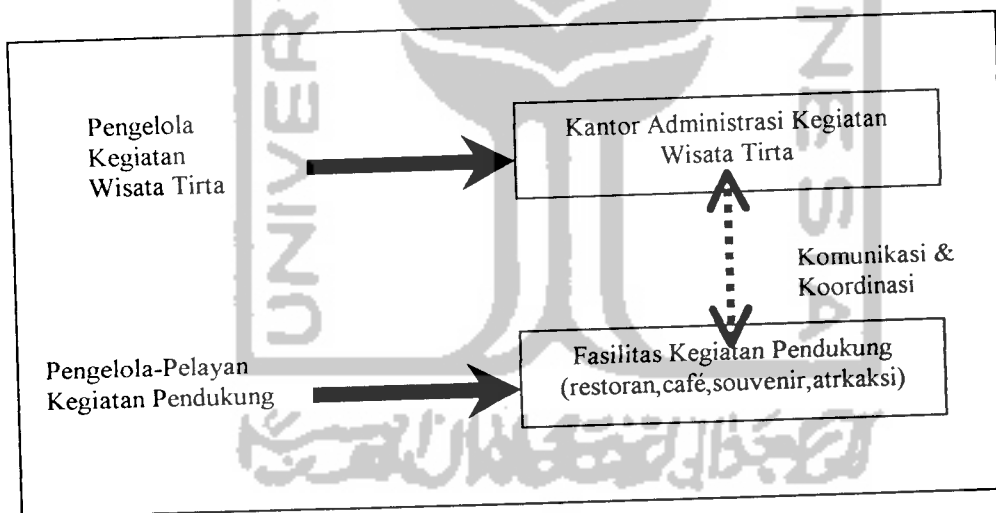 Pengelola
Kegiatan
Wisata Tirta
Kantor Administrasi Kegiatan
Wisata Tirta
Komunikasi &
Koordinasi
Pengelola-Pelayan
Kegiatan Pendukung
Fasilitas Kegiatan Pendukung
(restoran,café,souvenir,atrkaksi)